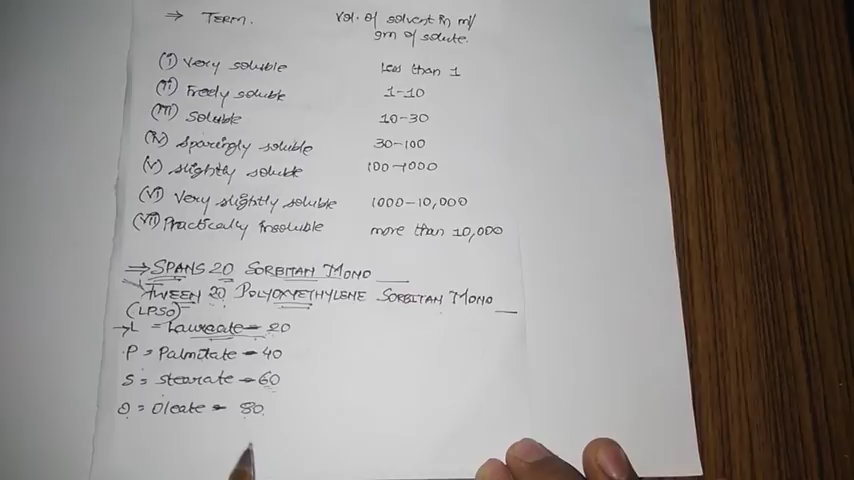 ⇒ TERM. Vol. of solvent in ml/
gm of solute.
(i) Very soluble Less than 1
(ii) Freely soluble 1-10
(iii) Soluble 10-30
(iv) Sparingly soluble 30-100
(v) slightly soluble 100-1000
(vi) Very slightly soluble 1000-10,000
(vii) Practically insoluble more than 10,000
⇒ SPANS 20 SORBITAN MONO ___
TWEEN 20 POLYOXYETHYLENE SORBITAN MONO ___
(LPSO)
→ L = Laureate - 20
P = Palmitate - 40
S = stearate - 60
O = Oleate - 80